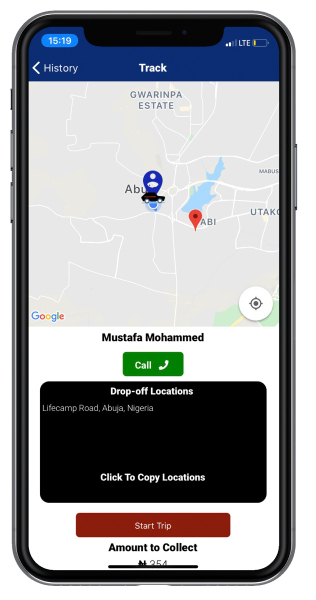 15:19
LTE
History
Track
GWARINPA
ESTATE
MABUS
Abu
UTAKO
ABI
Google
Mustafa Mohammed
Call
Drop-off Locations
Lifecamp Road, Abuja, Nigeria
Click To Copy Locations
Start Trip
Amount to Collect
₦ 354